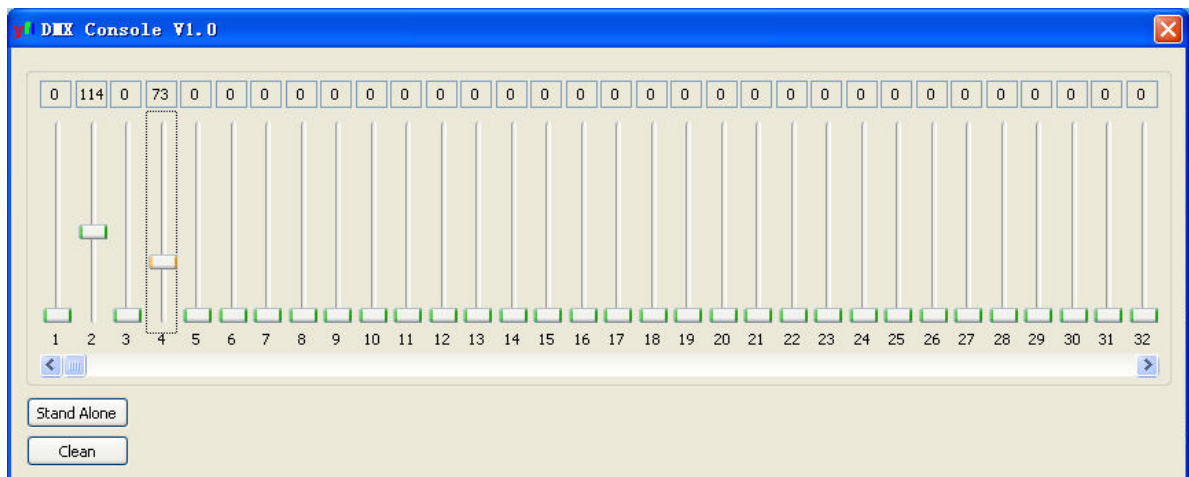 DMX Console V1.0
0 114 0 73 0 0 0 0 0 0 0 0 0 0 0 0 0 0 0 0 0 0 0 0 0 0 0 0 0 0 0 0
1 2 3 4 5 6 7 8 9 10 11 12 13 14 15 16 17 18 19 20 21 22 23 24 25 26 27 28 29 30 31 32
Stand Alone
Clean